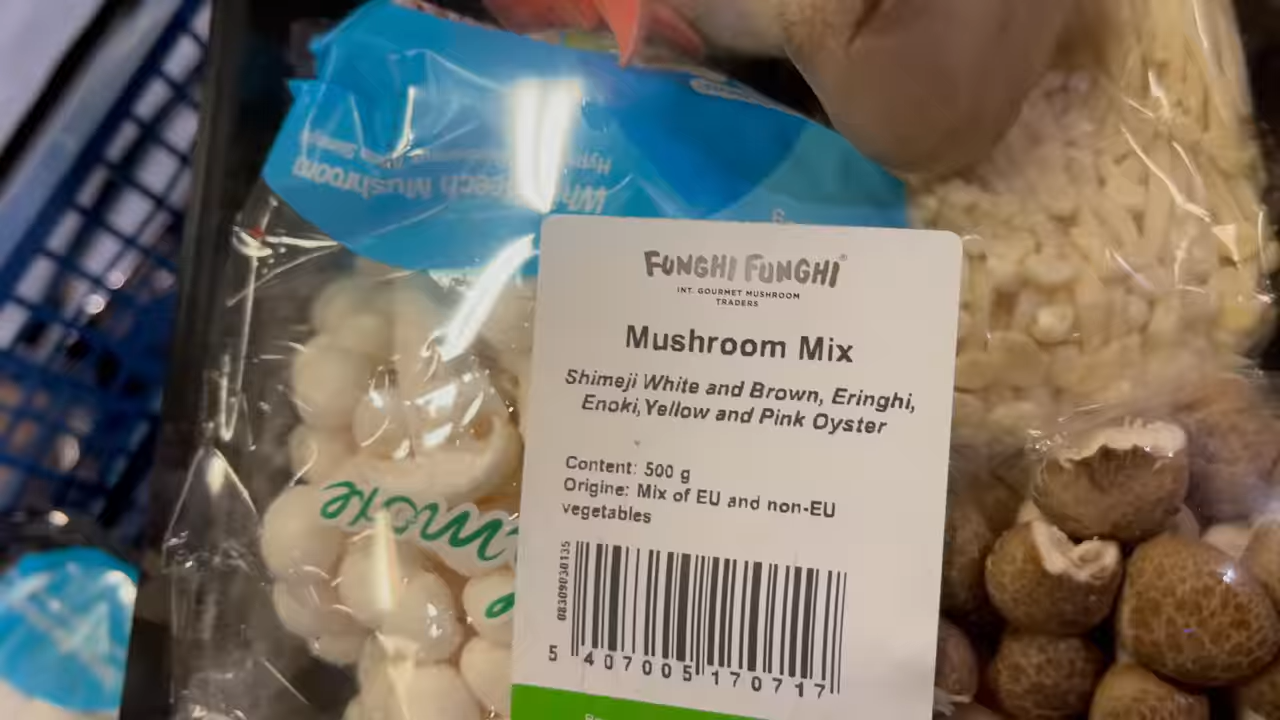 White Beech Mushroom
FUNGHI FUNGHI®
INT. GOURMET MUSHROOM
TRADERS
Mushroom Mix
Shimeji White and Brown, Eringhi,
Enoki, Yellow and Pink Oyster
Content: 500 g
Origine: Mix of EU and non-EU
vegetables
08309030135
5 407005 170717